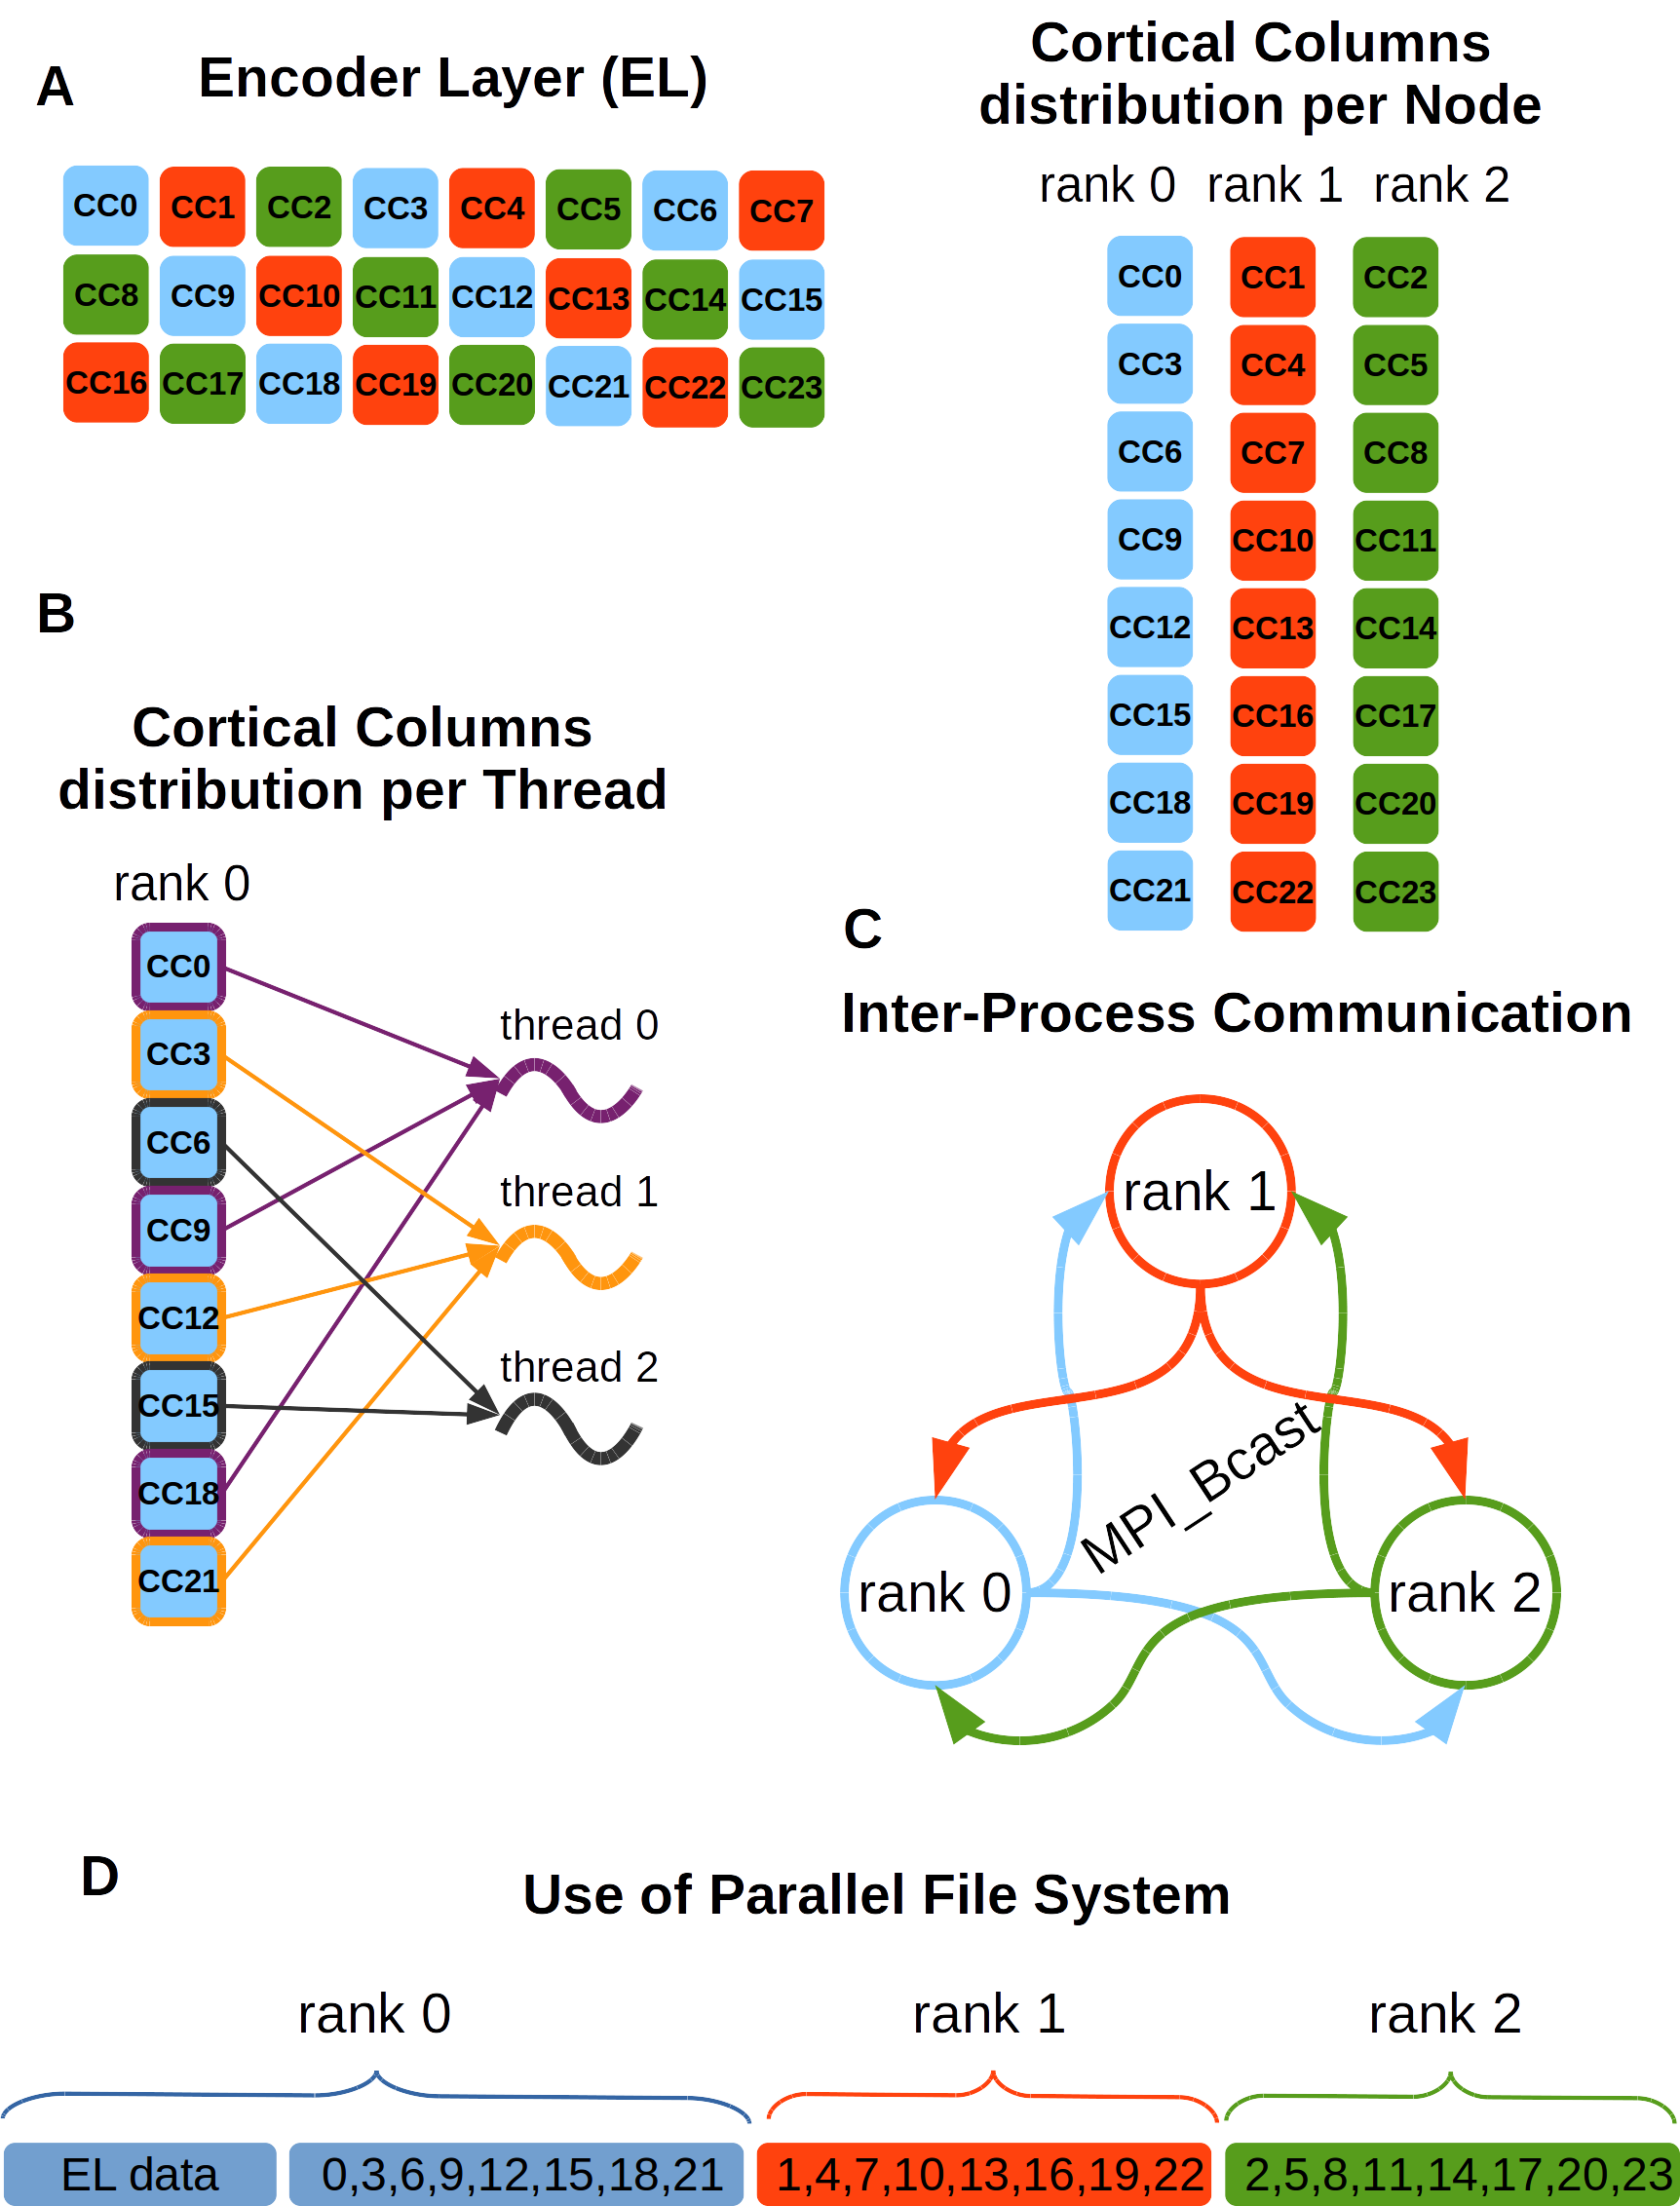 A
Encoder Layer (EL)
CC0 CC1 CC2 CC3 CC4 CC5 CC6 CC7
CC8 CC9 CC10 CC11 CC12 CC13 CC14 CC15
CC16 CC17 CC18 CC19 CC20 CC21 CC22 CC23
Cortical Columns
distribution per Node
rank 0 rank 1 rank 2
CC0 CC1 CC2
CC3 CC4 CC5
CC6 CC7 CC8
CC9 CC10 CC11
CC12 CC13 CC14
CC15 CC16 CC17
CC18 CC19 CC20
CC21 CC22 CC23
B
Cortical Columns
distribution per Thread
rank 0
CC0
CC3
CC6
CC9
CC12
CC15
CC18
CC21
thread 0
thread 1
thread 2
C
Inter-Process Communication
rank 1
MPI_Bcast
rank 0
rank 2
D
Use of Parallel File System
rank 0 rank 1 rank 2
EL data 0,3,6,9,12,15,18,21 1,4,7,10,13,16,19,22 2,5,8,11,14,17,20,23